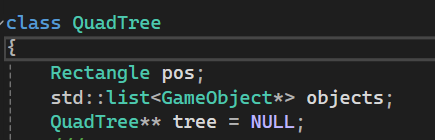 class QuadTree
{
Rectangle pos;
std::list<GameObject*> objects;
QuadTree** tree = NULL;